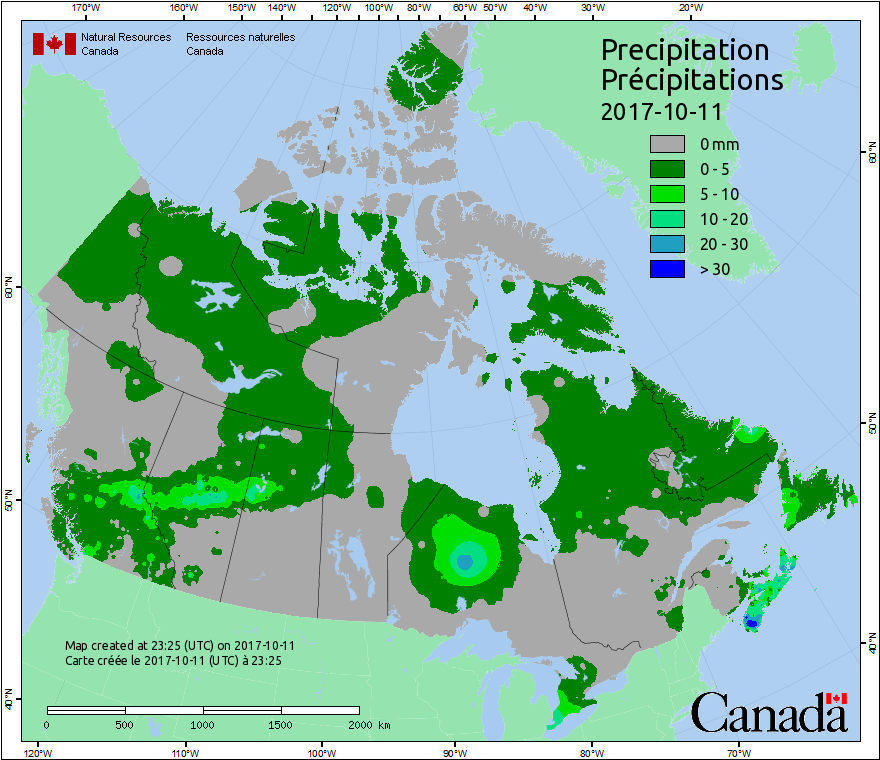 170°W 160°W 150°W 140°W 130°W 120°W 110°W 100°W 90°W 80°W 70°W 60°W 50°W 40°W 30°W 20°W
Natural Resources Ressources naturelles
Canada Canada
Precipitation
Précipitations
2017-10-11
0 mm
0 - 5
5 - 10
10 - 20
20 - 30
> 30
60°N
60°N
50°N
50°N
40°N
40°N
Map created at 23:25 (UTC) on 2017-10-11
Carte créée le 2017-10-11 (UTC) à 23:25
0 500 1000 1500 2000 km
Canada
120°W 110°W 100°W 90°W 80°W 70°W